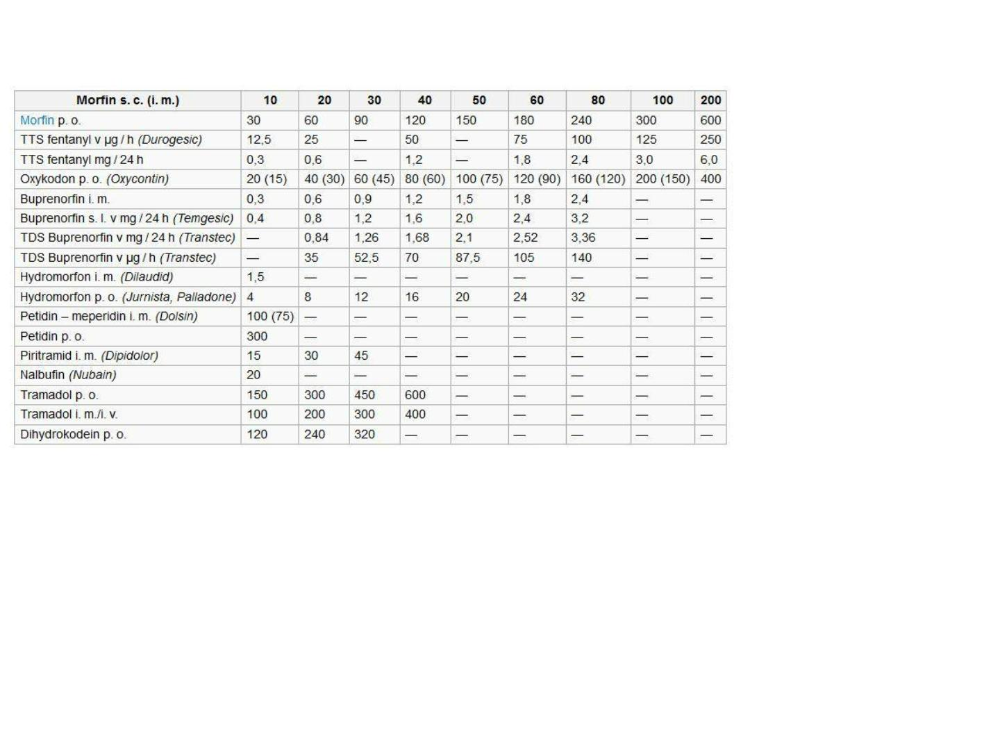 Morfin s. c. (i. m.) 10 20 30 40 50 60 80 100 200
Morfin p. o. 30 60 90 120 150 180 240 300 600
TTS fentanyl v µg / h (Durogesic) 12,5 25 — 50 — 75 100 125 250
TTS fentanyl mg / 24 h 0,3 0,6 — 1,2 — 1,8 2,4 3,0 6,0
Oxykodon p. o. (Oxycontin) 20 (15) 40 (30) 60 (45) 80 (60) 100 (75) 120 (90) 160 (120) 200 (150) 400
Buprenorfin i. m. 0,3 0,6 0,9 1,2 1,5 1,8 2,4 — —
Buprenorfin s. l. v mg / 24 h (Temgesic) 0,4 0,8 1,2 1,6 2,0 2,4 3,2 — —
TDS Buprenorfin v mg / 24 h (Transtec) — 0,84 1,26 1,68 2,1 2,52 3,36 — —
TDS Buprenorfin v µg / h (Transtec) — 35 52,5 70 87,5 105 140 — —
Hydromorfon i. m. (Dilaudid) 1,5 — — — — — — — —
Hydromorfon p. o. (Jurnista, Palladone) 4 8 12 16 20 24 32 — —
Petidin – meperidin i. m. (Dolsin) 100 (75) — — — — — — — —
Petidin p. o. 300 — — — — — — — —
Piritramid i. m. (Dipidolor) 15 30 45 — — — — — —
Nalbufin (Nubain) 20 — — — — — — — —
Tramadol p. o. 150 300 450 600 — — — — —
Tramadol i. m./i. v. 100 200 300 400 — — — — —
Dihydrokodein p. o. 120 240 320 — — — — — —